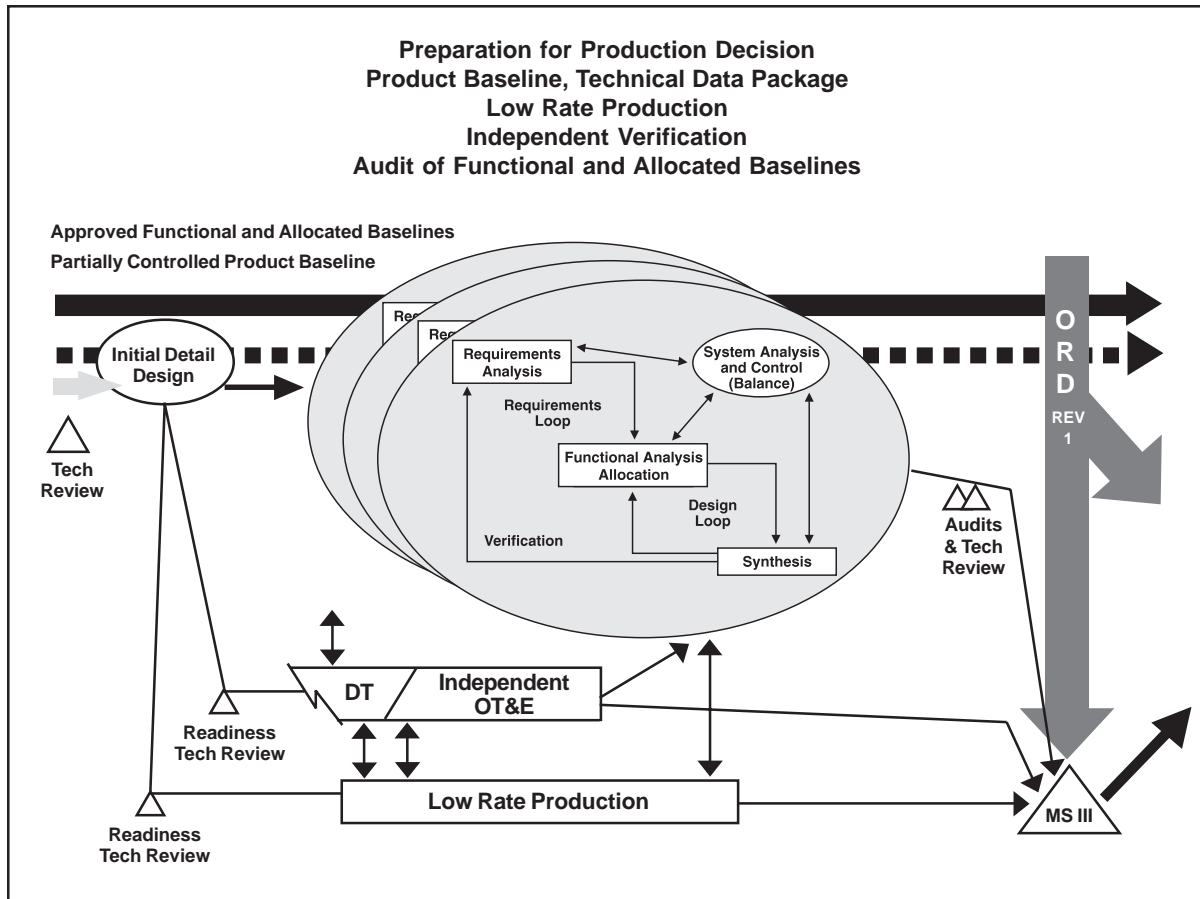 Preparation for Production Decision
Product Baseline, Technical Data Package
Low Rate Production
Independent Verification
Audit of Functional and Allocated Baselines
Approved Functional and Allocated Baselines
Partially Controlled Product Baseline
Initial Detail
Design
Tech
Review
Req
Req
Requirements
Analysis
System Analysis
and Control
(Balance)
Requirements
Loop
Functional Analysis
Allocation
Design
Loop
Verification
Synthesis
O
R
D
REV
1
Audits
& Tech
Review
DT
Independent
OT&E
Readiness
Tech Review
Low Rate Production
Readiness
Tech Review
MS III